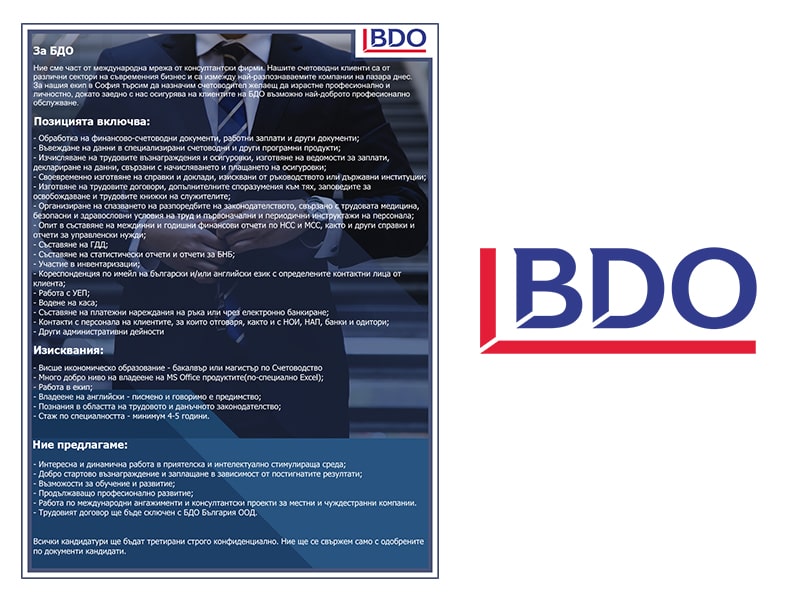 BDO
За БДО
Ние сме част от международна мрежа от консултантски фирми. Нашите счетоводни клиенти са от
различни сектори на съвременния бизнес и са измежду най-разпознаваемите компании на пазара днес.
За нашия екип в София търсим да назначим счетоводител желаещ да израстне професионално и
личностно, докато заедно с нас осигурява на клиентите на БДО възможно най-доброто професионално
обслужване.
Позицията включва:
- Обработка на финансово-счетоводни документи, работни заплати и други документи;
- Въвеждане на данни в специализирани счетоводни и други програмни продукти;
- Изчисляване на трудовите възнаграждения и осигуровки, изготвяне на ведомости за заплати,
деклариране на данни, свързани с начисляването и плащането на осигуровки;
- Своевременно изготвяне на справки и доклади, изисквани от ръководството или държавни институции;
- Изготвяне на трудовите договори, допълнителните споразумения към тях, заповедите за
освобождаване и трудовите книжки на служителите;
- Организиране на спазването на разпоредбите на законодателството, свързано с трудовата медицина,
безопасни и здравословни условия на труд и първоначални и периодични инструктажи на персонала;
- Опит в съставяне на междинни и годишни финансови отчети по НСС и МСС, както и други справки и
отчети за управленски нужди;
- Съставяне на ГДД;
- Съставяне на статистически отчети и отчети за БНБ;
- Участие в инвентаризации;
- Кореспонденция по имейл на български и/или английски език с определените контактни лица от
клиента;
- Работа с УЕП;
- Водене на каса;
- Съставяне на платежни нареждания на ръка или чрез електронно банкиране;
- Контакти с персонала на клиентите, за които отговаря, както и с НОИ, НАП, банки и одитори;
- Други административни дейности
Изисквания:
- Висше икономическо образование - бакалвър или магистър по Счетоводство
- Много добро ниво на владеене на MS Office продуктите(по-специално Excel);
- Работа в екип;
- Владеене на английски - писмено и говоримо е предимство;
- Познания в областта на трудовото и данъчното законодателство;
- Стаж по специалността - минимум 4-5 години.
Ние предлагаме:
- Интересна и динамична работа в приятелска и интелектуално стимулираща среда;
- Добро стартово възнаграждение и заплащане в зависимост от постигнатите резултати;
- Възможности за обучение и развитие;
- Продължаващо професионално развитие;
- Работа по международни ангажименти и консултантски проекти за местни и чуждестранни компании.
- Трудовият договор ще бъде сключен с БДО България ООД.
Всички кандидатури ще бъдат третирани строго конфиденциално. Ние ще се свържем само с одобрените
по документи кандидати.
BDO